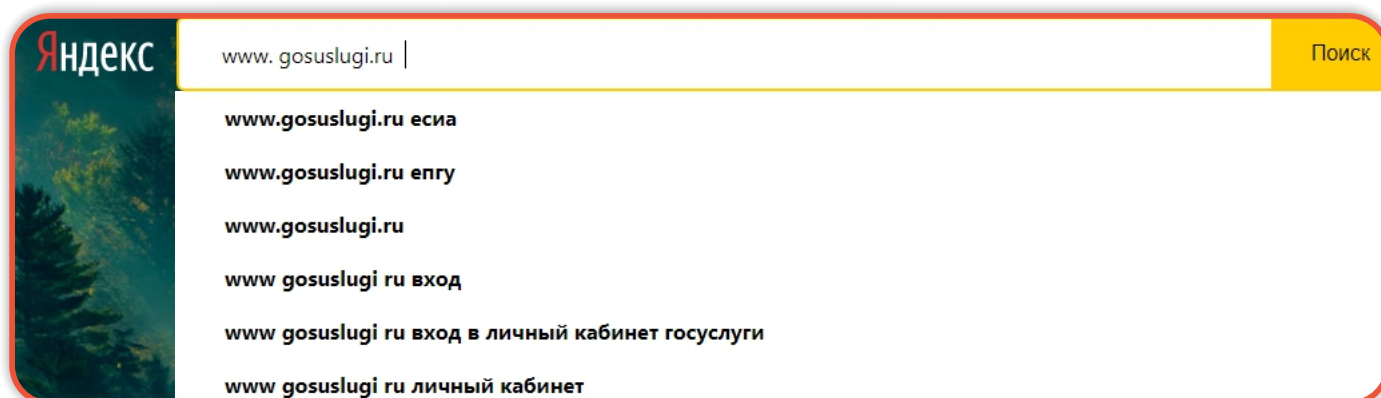 Яндекс www. gosuslugi.ru Поиск
www.gosuslugi.ru есиа
www.gosuslugi.ru епгу
www.gosuslugi.ru
www gosuslugi ru вход
www gosuslugi ru вход в личный кабинет госуслуги
www gosuslugi ru личный кабинет